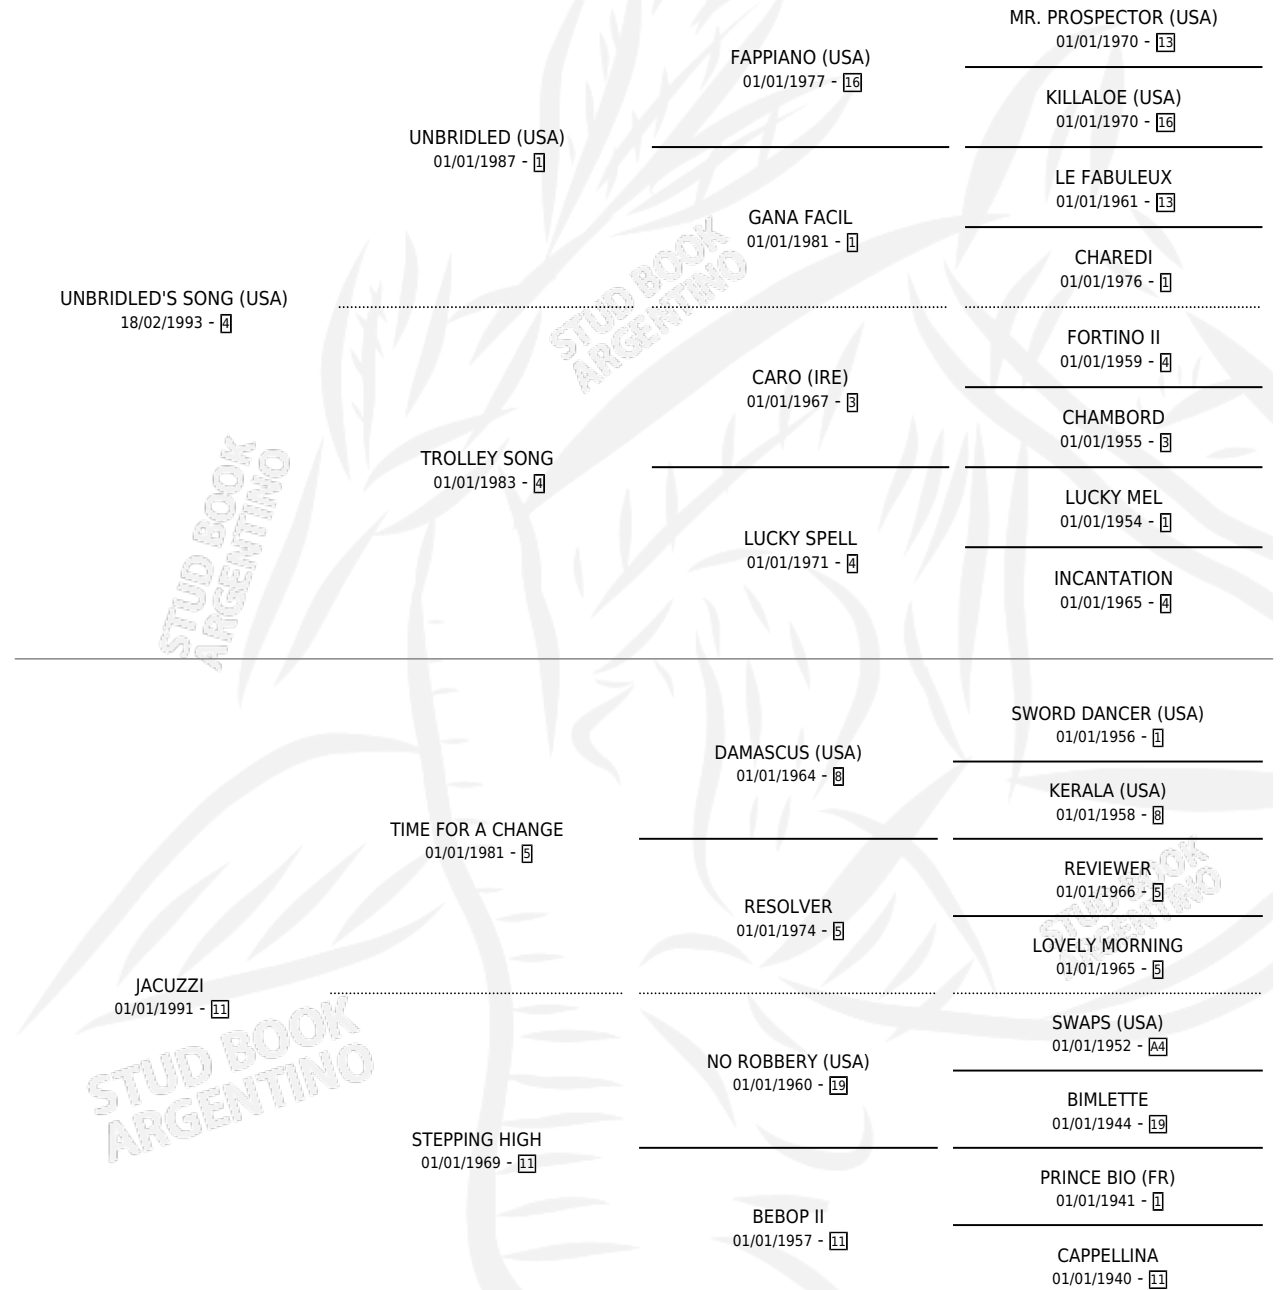 MR. PROSPECTOR (USA)
01/01/1970 - 13
FAPPIANO (USA)
01/01/1977 - 16
KILLALOE (USA)
01/01/1970 - 16
UNBRIDLED (USA)
01/01/1987 - 1
LE FABULEUX
01/01/1961 - 13
GANA FACIL
01/01/1981 - 1
CHAREDI
01/01/1976 - 1
UNBRIDLED'S SONG (USA)
18/02/1993 - 4
FORTINO II
01/01/1959 - 4
CARO (IRE)
01/01/1967 - 3
CHAMBORD
01/01/1955 - 3
TROLLEY SONG
01/01/1983 - 4
LUCKY MEL
01/01/1954 - 1
LUCKY SPELL
01/01/1971 - 4
INCANTATION
01/01/1965 - 4
SWORD DANCER (USA)
01/01/1956 - 1
DAMASCUS (USA)
01/01/1964 - 8
KERALA (USA)
01/01/1958 - 8
TIME FOR A CHANGE
01/01/1981 - 5
REVIEWER
01/01/1966 - 5
RESOLVER
01/01/1974 - 5
LOVELY MORNING
01/01/1965 - 5
JACUZZI
01/01/1991 - 11
SWAPS (USA)
01/01/1952 - A4
NO ROBBERY (USA)
01/01/1960 - 19
BIMLETTE
01/01/1944 - 19
STEPPING HIGH
01/01/1969 - 11
PRINCE BIO (FR)
01/01/1941 - 1
BEBOP II
01/01/1957 - 11
CAPPELLINA
01/01/1940 - 11
STUD BOOK
ARGENTINO
STUD BOOK
ARGENTINO
STUD BOOK
ARGENTINO
STUD BOOK
ARGENTINO